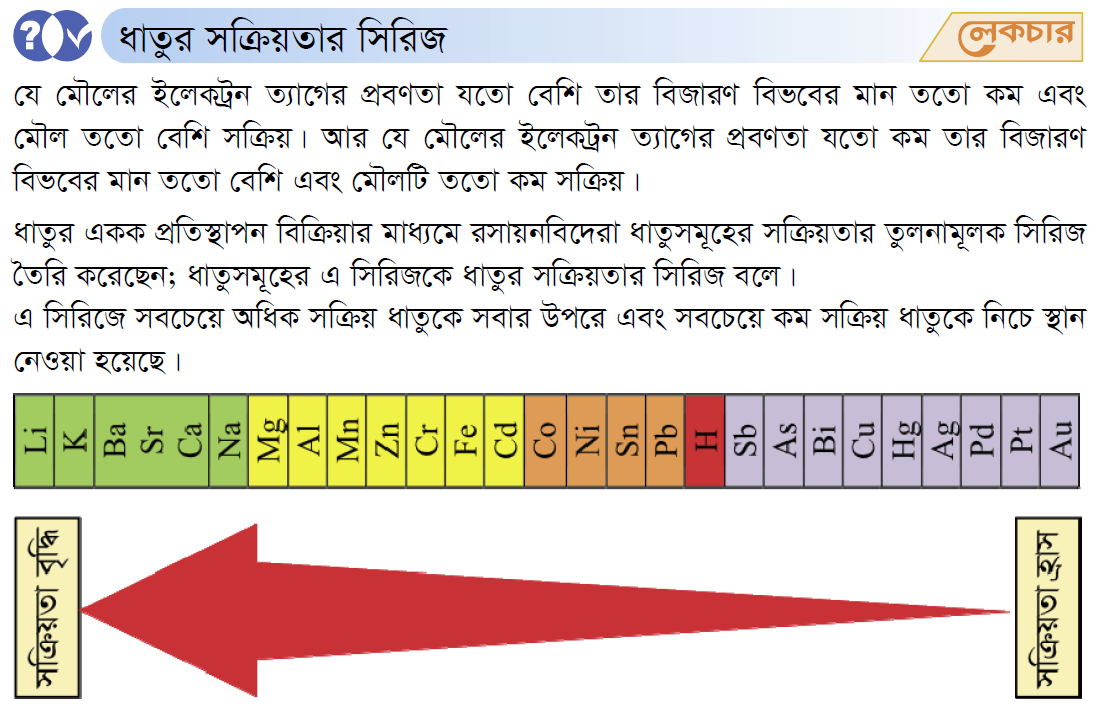 ধাতুর সক্রিয়তার সিরিজ
লেকচার
যে মৌলের ইলেকট্রন ত্যাগের প্রবণতা যতো বেশি তার বিজারণ বিভবের মান ততো কম এবং
মৌল ততো বেশি সক্রিয়। আর যে মৌলের ইলেকট্রন ত্যাগের প্রবণতা যতো কম তার বিজারণ
বিভবের মান ততো বেশি এবং মৌলটি ততো কম সক্রিয়।
ধাতুর একক প্রতিস্থাপন বিক্রিয়ার মাধ্যমে রসায়নবিদেরা ধাতুসমূহের সক্রিয়তার তুলনামূলক সিরিজ
তৈরি করেছেন; ধাতুসমূহের এ সিরিজকে ধাতুর সক্রিয়তার সিরিজ বলে।
এ সিরিজে সবচেয়ে অধিক সক্রিয় ধাতুকে সবার উপরে এবং সবচেয়ে কম সক্রিয় ধাতুকে নিচে স্থান
নেওয়া হয়েছে।
Li K Ba Sr Ca Na Mg Al Mn Zn Cr Fe Cd Co Ni Sn Pb H Sb As Bi Cu Hg Ag Pd Pt Au
সক্রিয়তা বৃদ্ধি
সক্রিয়তা হ্রাস